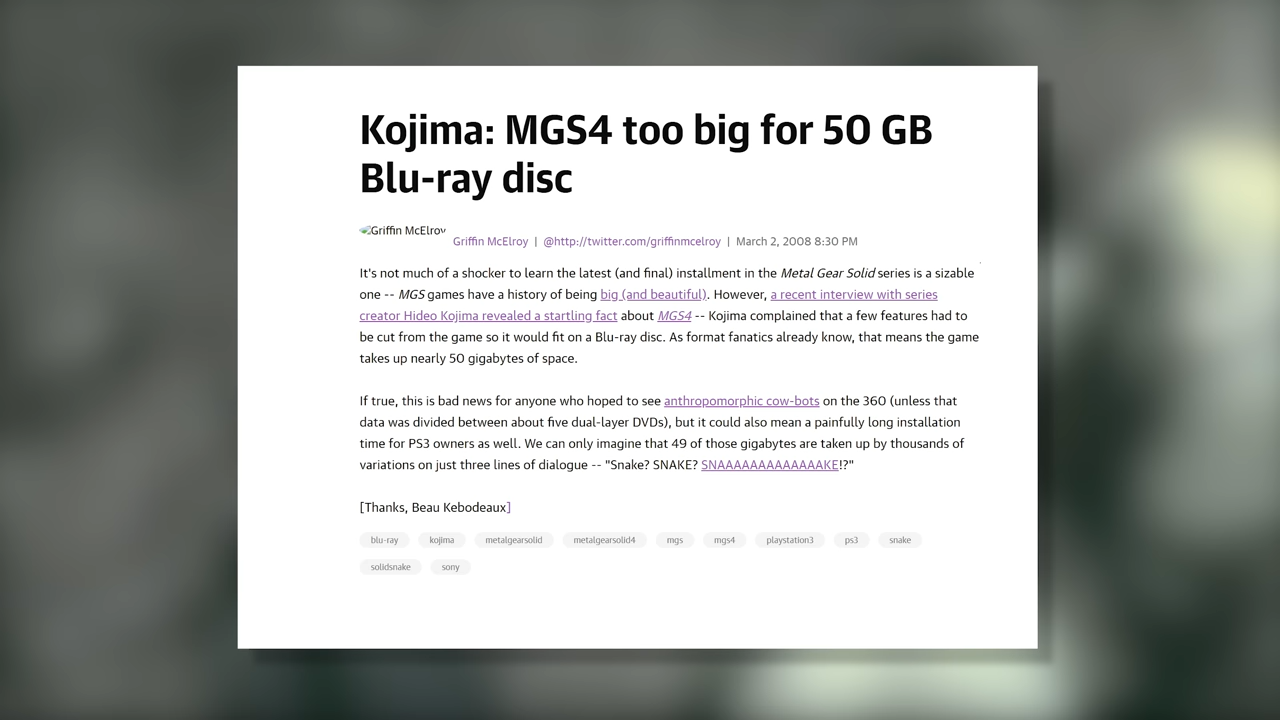 Kojima: MGS4 too big for 50 GB
Blu-ray disc
Griffin McElroy
Griffin McElroy | @http://twitter.com/griffinmcelroy | March 2, 2008 8:30 PM
It's not much of a shocker to learn the latest (and final) installment in the Metal Gear Solid series is a sizable
one -- MGS games have a history of being big (and beautiful). However, a recent interview with series
creator Hideo Kojima revealed a startling fact about MGS4 -- Kojima complained that a few features had to
be cut from the game so it would fit on a Blu-ray disc. As format fanatics already know, that means the game
takes up nearly 50 gigabytes of space.
If true, this is bad news for anyone who hoped to see anthropomorphic cow-bots on the 360 (unless that
data was divided between about five dual-layer DVDs), but it could also mean a painfully long installation
time for PS3 owners as well. We can only imagine that 49 of those gigabytes are taken up by thousands of
variations on just three lines of dialogue -- "Snake? SNAKE? SNAAAAAAAAAAAAAKE!?"
[Thanks, Beau Kebodeaux]
blu-ray kojima metalgearsolid metalgearsolid4 mgs mgs4 playstation3 ps3 snake
solidsnake sony